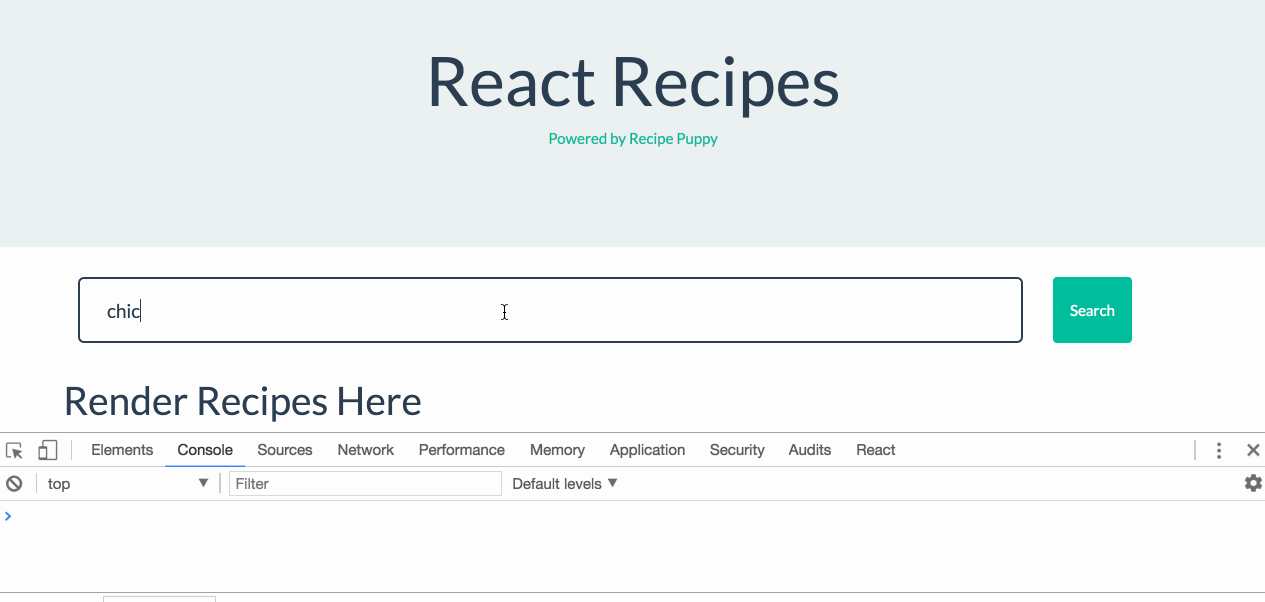 React Recipes
Powered by Recipe Puppy
chic
Search
Render Recipes Here
Elements Console Sources Network Performance Memory Application Security Audits React
top Filter Default levels